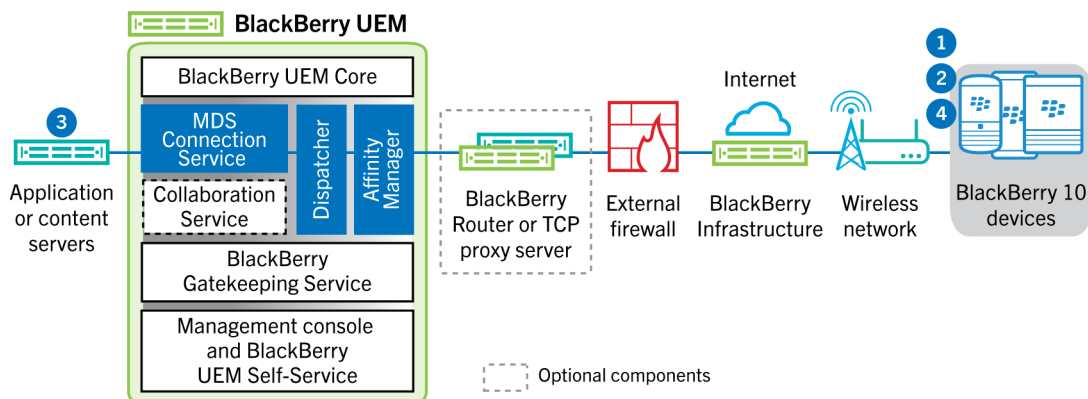 BlackBerry UEM
BlackBerry UEM Core
MDS
Connection
Service
Collaboration
Service
Dispatcher
Affinity
Manager
BlackBerry
Gatekeeping Service
Management console
and BlackBerry
UEM Self-Service
3
Application
or content
servers
BlackBerry
Router or TCP
proxy server
External
firewall
Internet
BlackBerry
Infrastructure
Wireless
network
1
2
4
BlackBerry 10
devices
Optional components